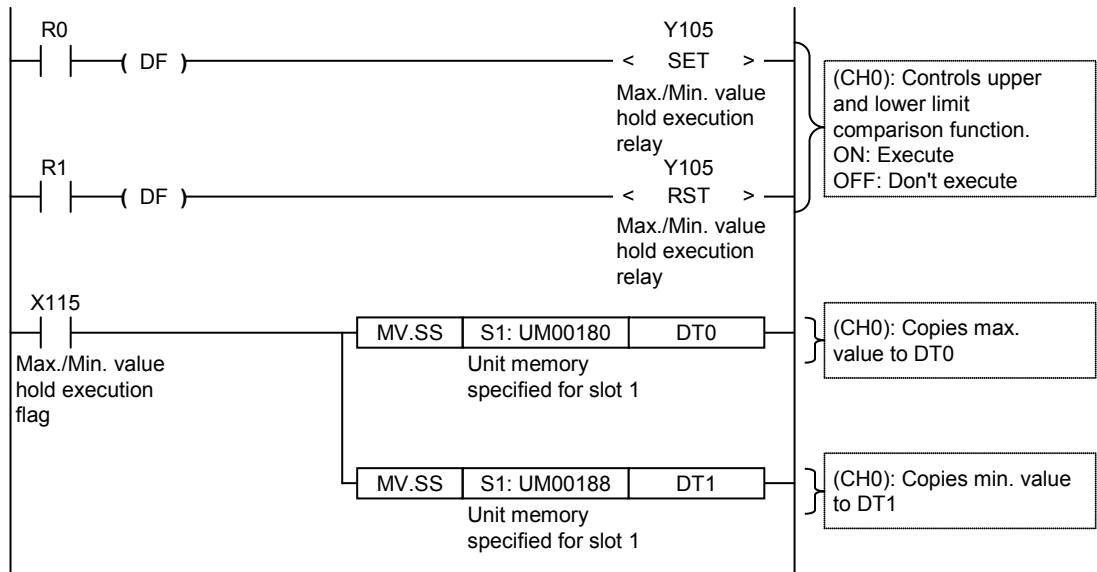 R0
( DF )
Y105
< SET >
Max./Min. value
hold execution
relay
(CH0): Controls upper
and lower limit
comparison function.
ON: Execute
OFF: Don't execute
R1
( DF )
Y105
< RST >
Max./Min. value
hold execution
relay
X115
Max./Min. value
hold execution
flag
MV.SS S1: UM00180 DT0
Unit memory
specified for slot 1
(CH0): Copies max.
value to DT0
MV.SS S1: UM00188 DT1
Unit memory
specified for slot 1
(CH0): Copies min. value
to DT1